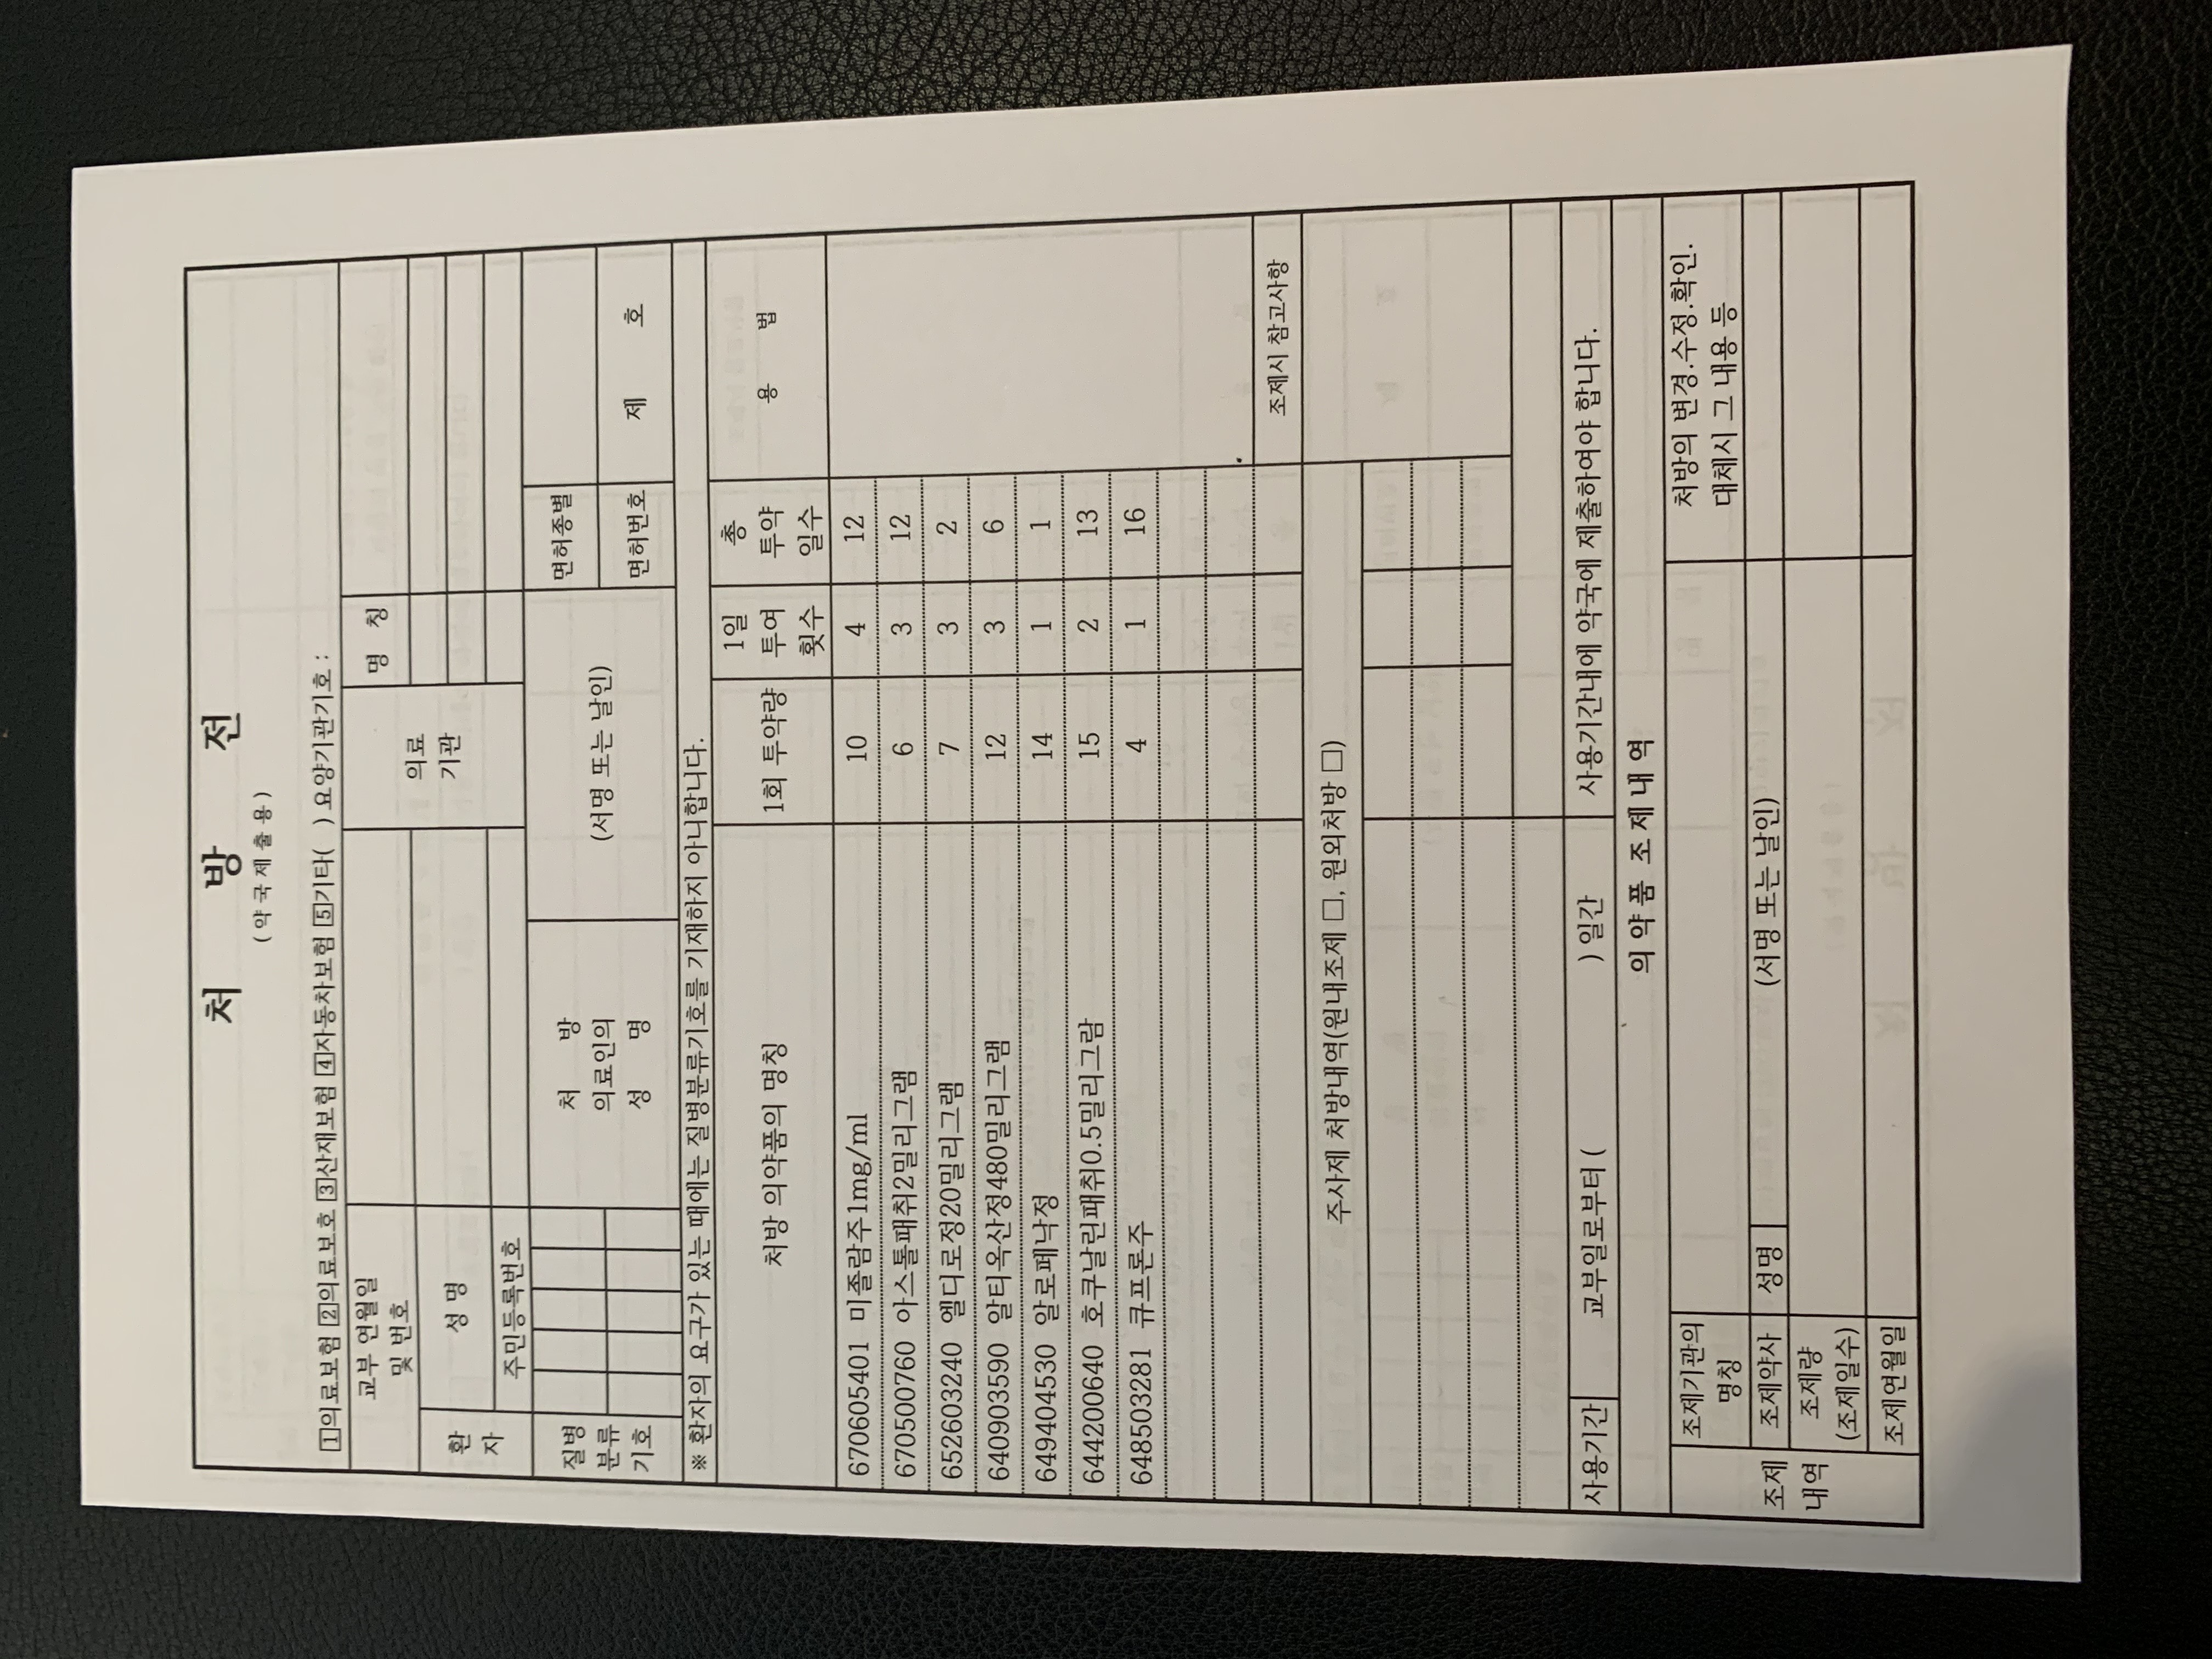 처 방 전
(약국제출용)
1의료보험 2의료보호 3산재보험 4자동차보험 5기타( ) 요양기관기호 :
교부 연월일
및 번호
의료
기관
명 칭
환
자
성 명
주민등록번호
질병
분류
기호
처 방
의료인의
성 명
(서명 또는 날인)
면허종별
면허번호
제 호
※ 환자의 요구가 있는 때에는 질병분류기호를 기재하지 아니합니다.
처방 의약품의 명칭
1회 투약량
1일
투여
횟수
총
투약
일수
용 법
670605401 미졸람주1mg/ml 10 4 12
670500760 아스톨패취2밀리그램 6 3 12
652603240 엘디로정20밀리그램 7 3 2
640903590 알티옥산정480밀리그램 12 3 6
649404530 알로페낙정 14 1 1
644200640 호쿠날린패취0.5밀리그람 15 2 13
648503281 큐프론주 4 1 16
조제시 참고사항
주사제 처방내역(원내조제 □, 원외처방 □)
사용기간
교부일로부터 ( ) 일간
사용기간내에 약국에 제출하여야 합니다.
의약품 조제내역
조제
내역
조제기관의
명칭
처방의 변경.수정.확인.
대체시 그 내용 등
조제약사
성명
(서명 또는 날인)
조제량
(조제일수)
조제연월일